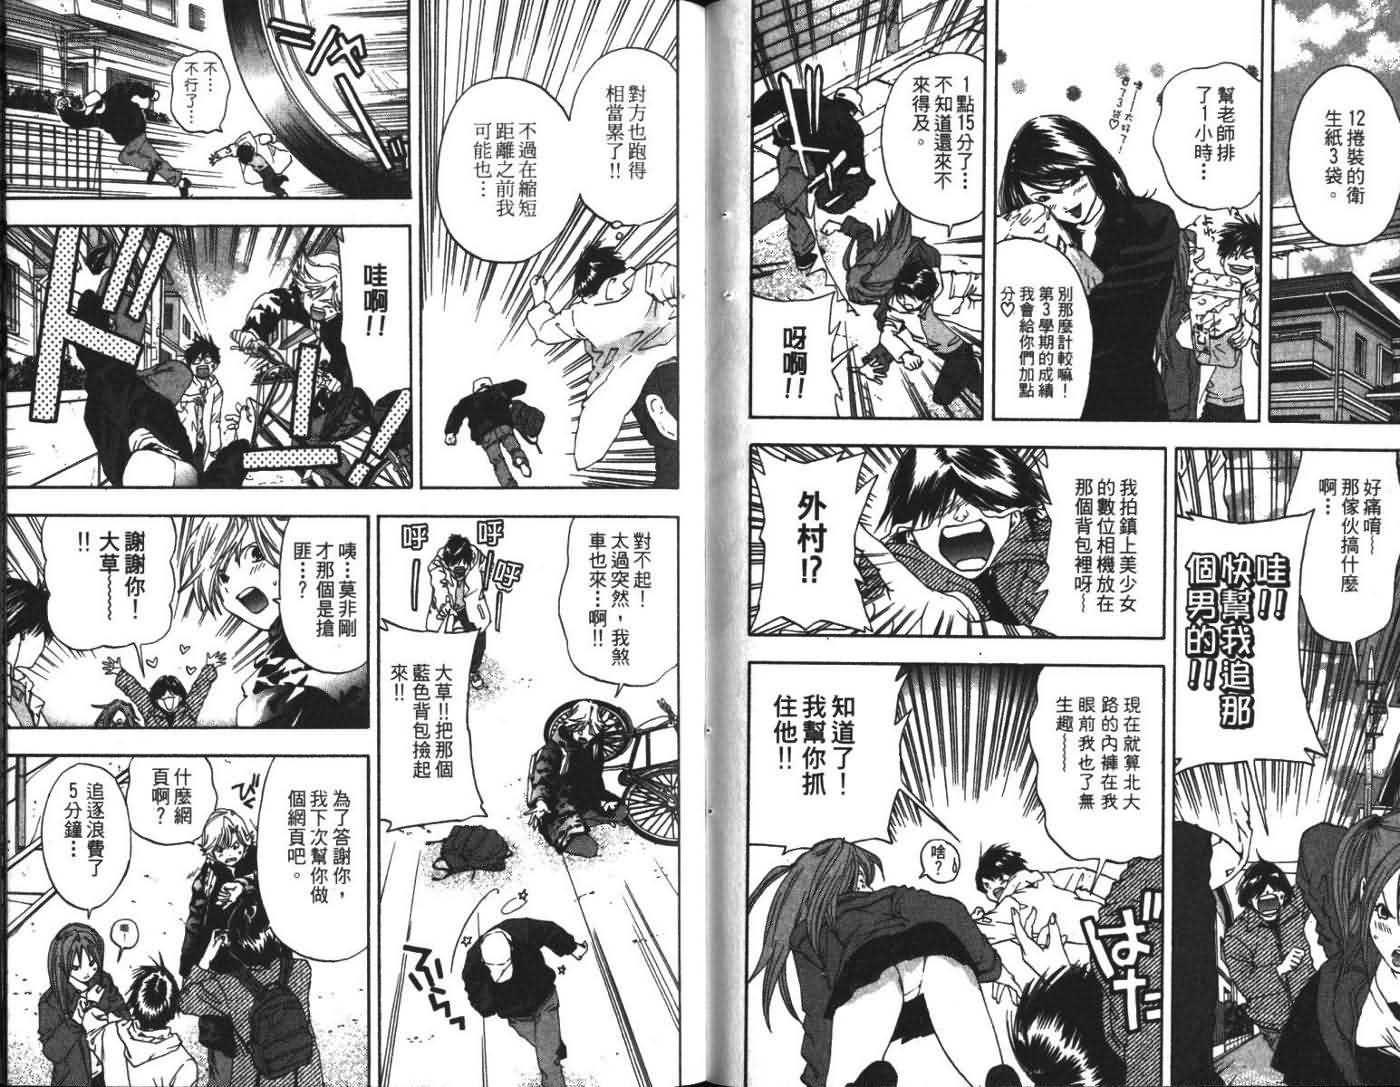 12捲裝的衛
生紙3袋。
幫老師排
了1小時…
よれっ
別那麼計較嘛！
第3學期的成績
我會給你們加點
分♡
1點15分了…
不知道還來不
來得及。
呀啊!!
好痛唷～
那傢伙搞什麼
啊…
哇!!
快幫我追那
個男的!!
我拍鎮上美少女
的數位相機放在
那個背包裡呀～
外村!?
現在就算北大
路的內褲在我
眼前我也了無
生趣～
知道了！
我幫你抓
住他!!
啥?
ばた
對方也跑得
相當累了!!
不過在縮短
距離之前我
可能也…
不…
不行了…
哇啊!!
對不起！
太過突然，我煞
車也來…啊!!
呼
呼
呼
大草!!把那個
藍色背包撿起
來!!
咦…莫非剛
才那個是搶
匪…?
謝謝你！
大草～
!!
為了答謝你，
我下次幫你做
個網頁吧。
什麼網
頁啊?
追逐浪費了
5分鐘…